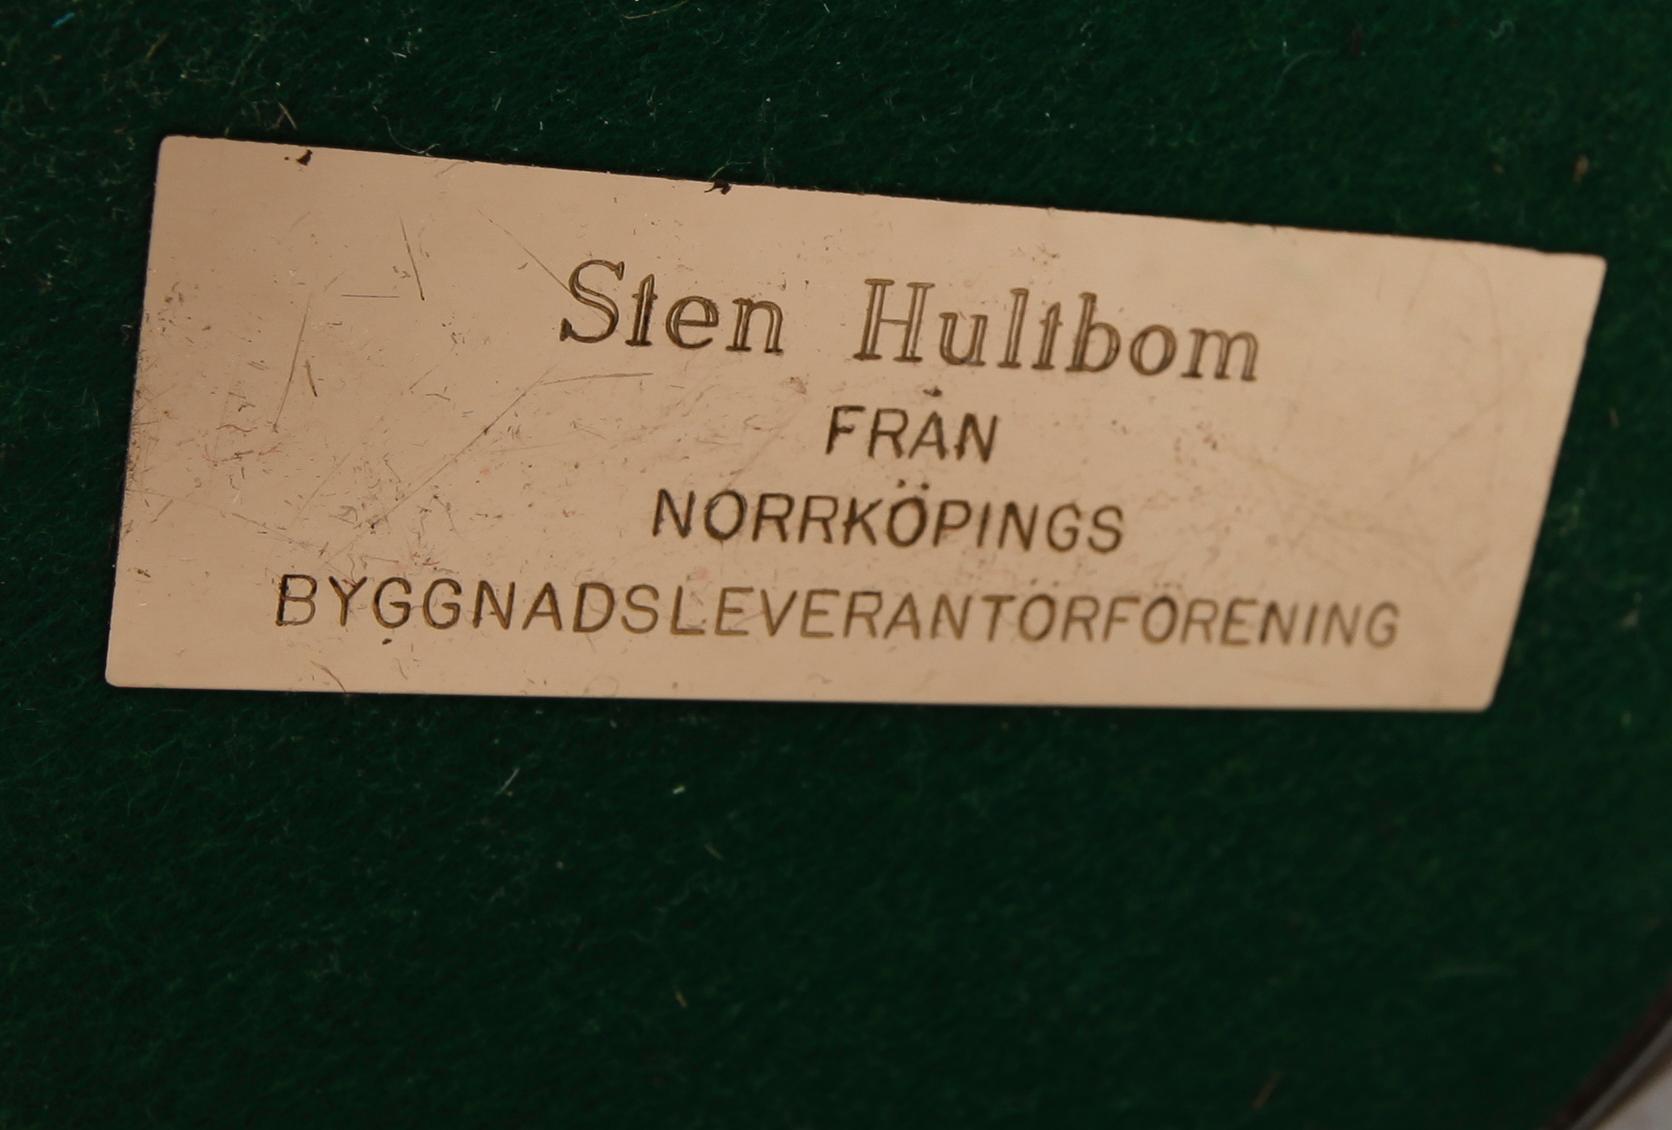 Sten Hultbom
FRÅN
NORRKÖPINGS
BYGGNADSLEVERANTÖRFÖRENING